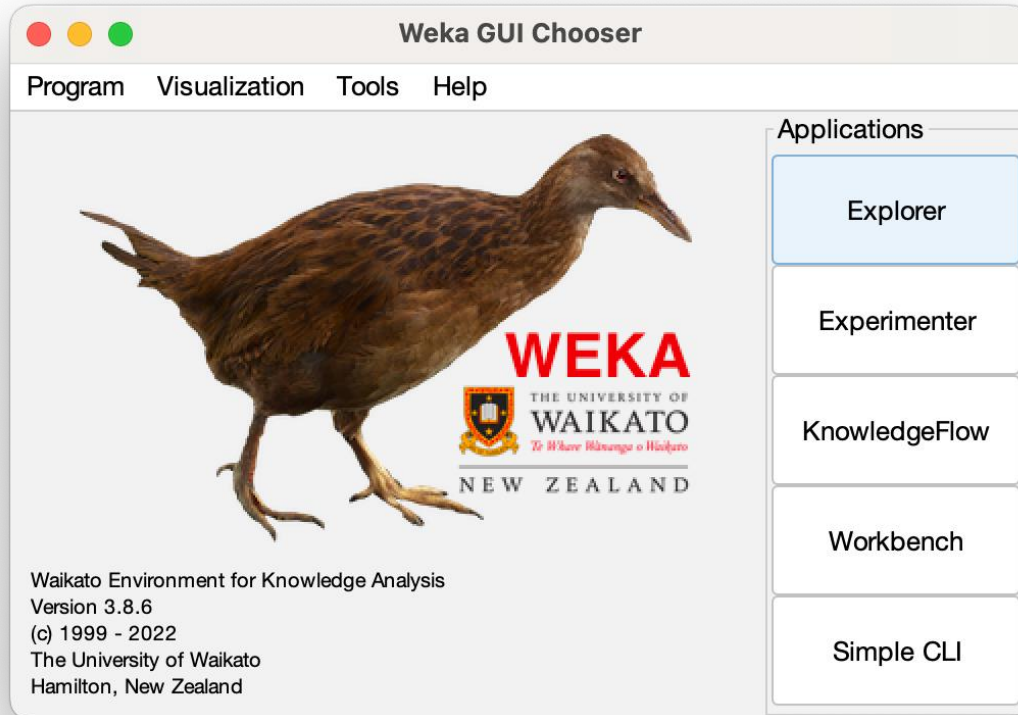 Weka GUI Chooser
Program Visualization Tools Help
Applications
Explorer
Experimenter
KnowledgeFlow
Workbench
Simple CLI
WEKA
THE UNIVERSITY OF
WAIKATO
Te Whare Wānanga o Waikato
NEW ZEALAND
Waikato Environment for Knowledge Analysis
Version 3.8.6
(c) 1999 - 2022
The University of Waikato
Hamilton, New Zealand